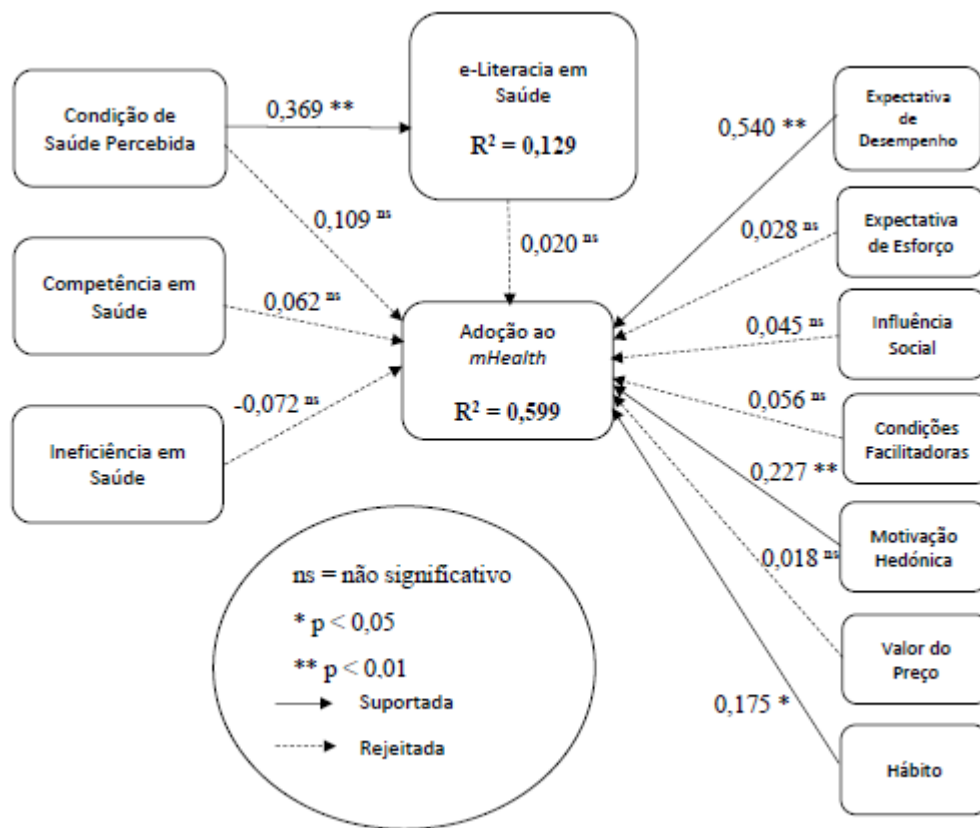 e-Literacia em
Saúde
R² = 0,129
Condição de
Saúde Percebida
0,369 **
0,109 ns
0,020 ns
Competência em
Saúde
0,062 ns
Ineficiência em
Saúde
-0,072 ns
Adoção ao
mHealth
R² = 0,599
Expectativa
de
Desempenho
0,540 **
Expectativa
de Esforço
0,028 ns
Influência
Social
0,045 ns
Condições
Facilitadoras
0,056 ns
Motivação
Hedónica
0,227 **
Valor do
Preço
0,018 ns
Hábito
0,175 *
ns = não significativo
* p < 0,05
** p < 0,01
Suportada
Rejeitada